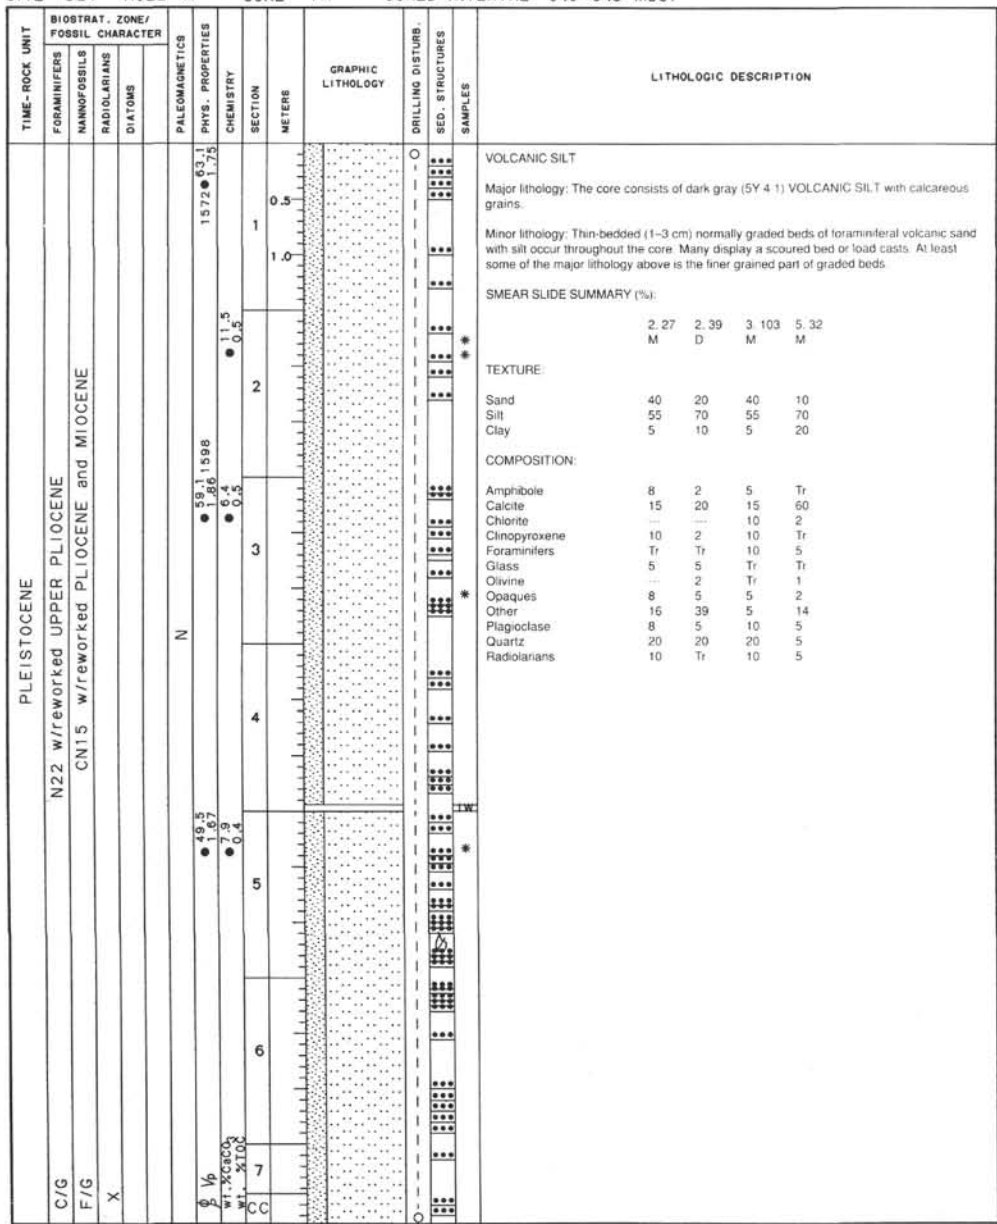 BIOSTRAT. ZONE/
FOSSIL CHARACTER
TIME-ROCK UNIT
FORAMINIFERS
NANNOFOSSILS
RADIOLARIANS
DIATOMS
PALEOMAGNETICS
PHYS. PROPERTIES
CHEMISTRY
SECTION
METERS
GRAPHIC
LITHOLOGY
DRILLING DISTURB.
SED. STRUCTURES
SAMPLES
LITHOLOGIC DESCRIPTION
PLEISTOCENE
N22 w/reworked UPPER PLIOCENE
CN15 w/reworked PLIOCENE and MIOCENE
C/G
F/G
X
N
1572 ● 63.1
1.75
● 59.1 1598
1.86
● 49.5
1.67
φ Vp
● 11.5
0.5
● 6.4
0.5
● 7.9
0.4
wt.%CaCO3
wt. %TOC
1
0.5
1.0
2
3
4
5
6
7
CC
*
*
*
IW
*
VOLCANIC SILT
Major lithology: The core consists of dark gray (5Y 4 1) VOLCANIC SILT with calcareous
grains.
Minor lithology: Thin-bedded (1–3 cm) normally graded beds of foraminiferal volcanic sand
with silt occur throughout the core. Many display a scoured bed or load casts. At least
some of the major lithology above is the finer grained part of graded beds.
SMEAR SLIDE SUMMARY (%):
2. 27 2. 39 3. 103 5. 32
M D M M
TEXTURE:
Sand 40 20 40 10
Silt 55 70 55 70
Clay 5 10 5 20
COMPOSITION:
Amphibole 8 2 5 Tr
Calcite 15 20 15 60
Chlorite — — 10 2
Clinopyroxene 10 2 10 Tr
Foraminifers Tr Tr 10 5
Glass 5 5 Tr Tr
Olivine — 2 Tr 1
Opaques 8 5 5 2
Other 16 39 5 14
Plagioclase 8 5 10 5
Quartz 20 20 20 5
Radiolarians 10 Tr 10 5